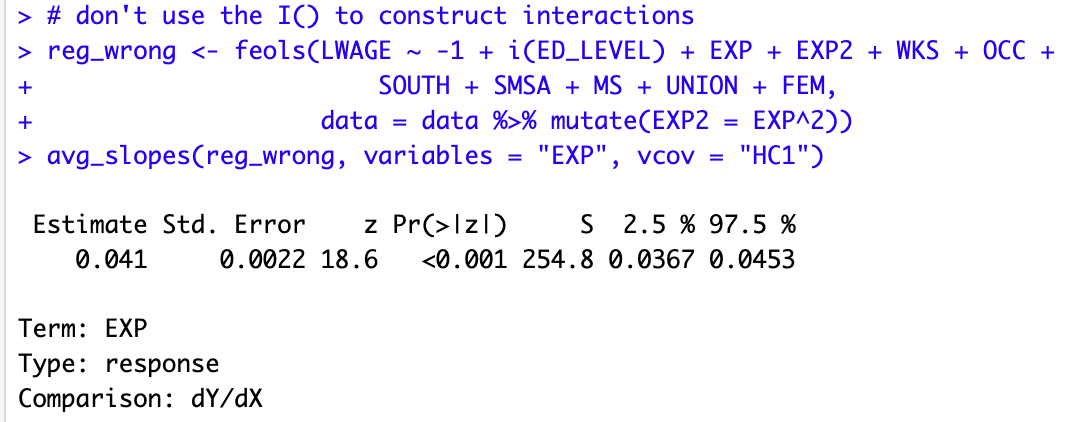 > # don't use the I() to construct interactions
> reg_wrong <- feols(LWAGE ~ -1 + i(ED_LEVEL) + EXP + EXP2 + WKS + OCC +
+                      SOUTH + SMSA + MS + UNION + FEM,
+                  data = data %>% mutate(EXP2 = EXP^2))
> avg_slopes(reg_wrong, variables = "EXP", vcov = "HC1")
 Estimate Std. Error    z Pr(>|z|)     S  2.5 % 97.5 %
    0.041     0.0022 18.6   <0.001 254.8 0.0367 0.0453
Term: EXP
Type: response
Comparison: dY/dX